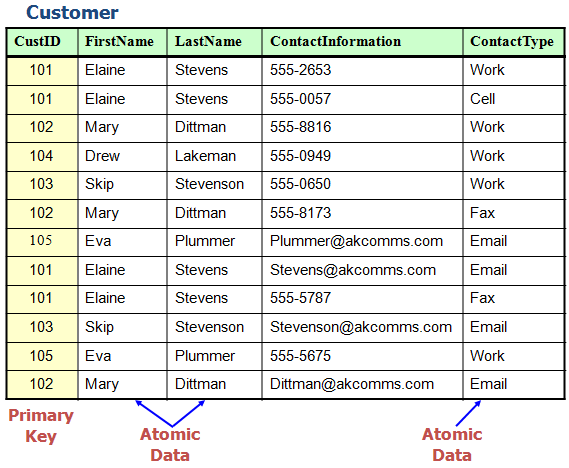 Customer
CustID FirstName LastName ContactInformation ContactType
101 Elaine Stevens 555-2653 Work
101 Elaine Stevens 555-0057 Cell
102 Mary Dittman 555-8816 Work
104 Drew Lakeman 555-0949 Work
103 Skip Stevenson 555-0650 Work
102 Mary Dittman 555-8173 Fax
105 Eva Plummer Plummer@akcomms.com Email
101 Elaine Stevens Stevens@akcomms.com Email
101 Elaine Stevens 555-5787 Fax
103 Skip Stevenson Stevenson@akcomms.com Email
105 Eva Plummer 555-5675 Work
102 Mary Dittman Dittman@akcomms.com Email
Primary
Key
Atomic
Data
Atomic
Data